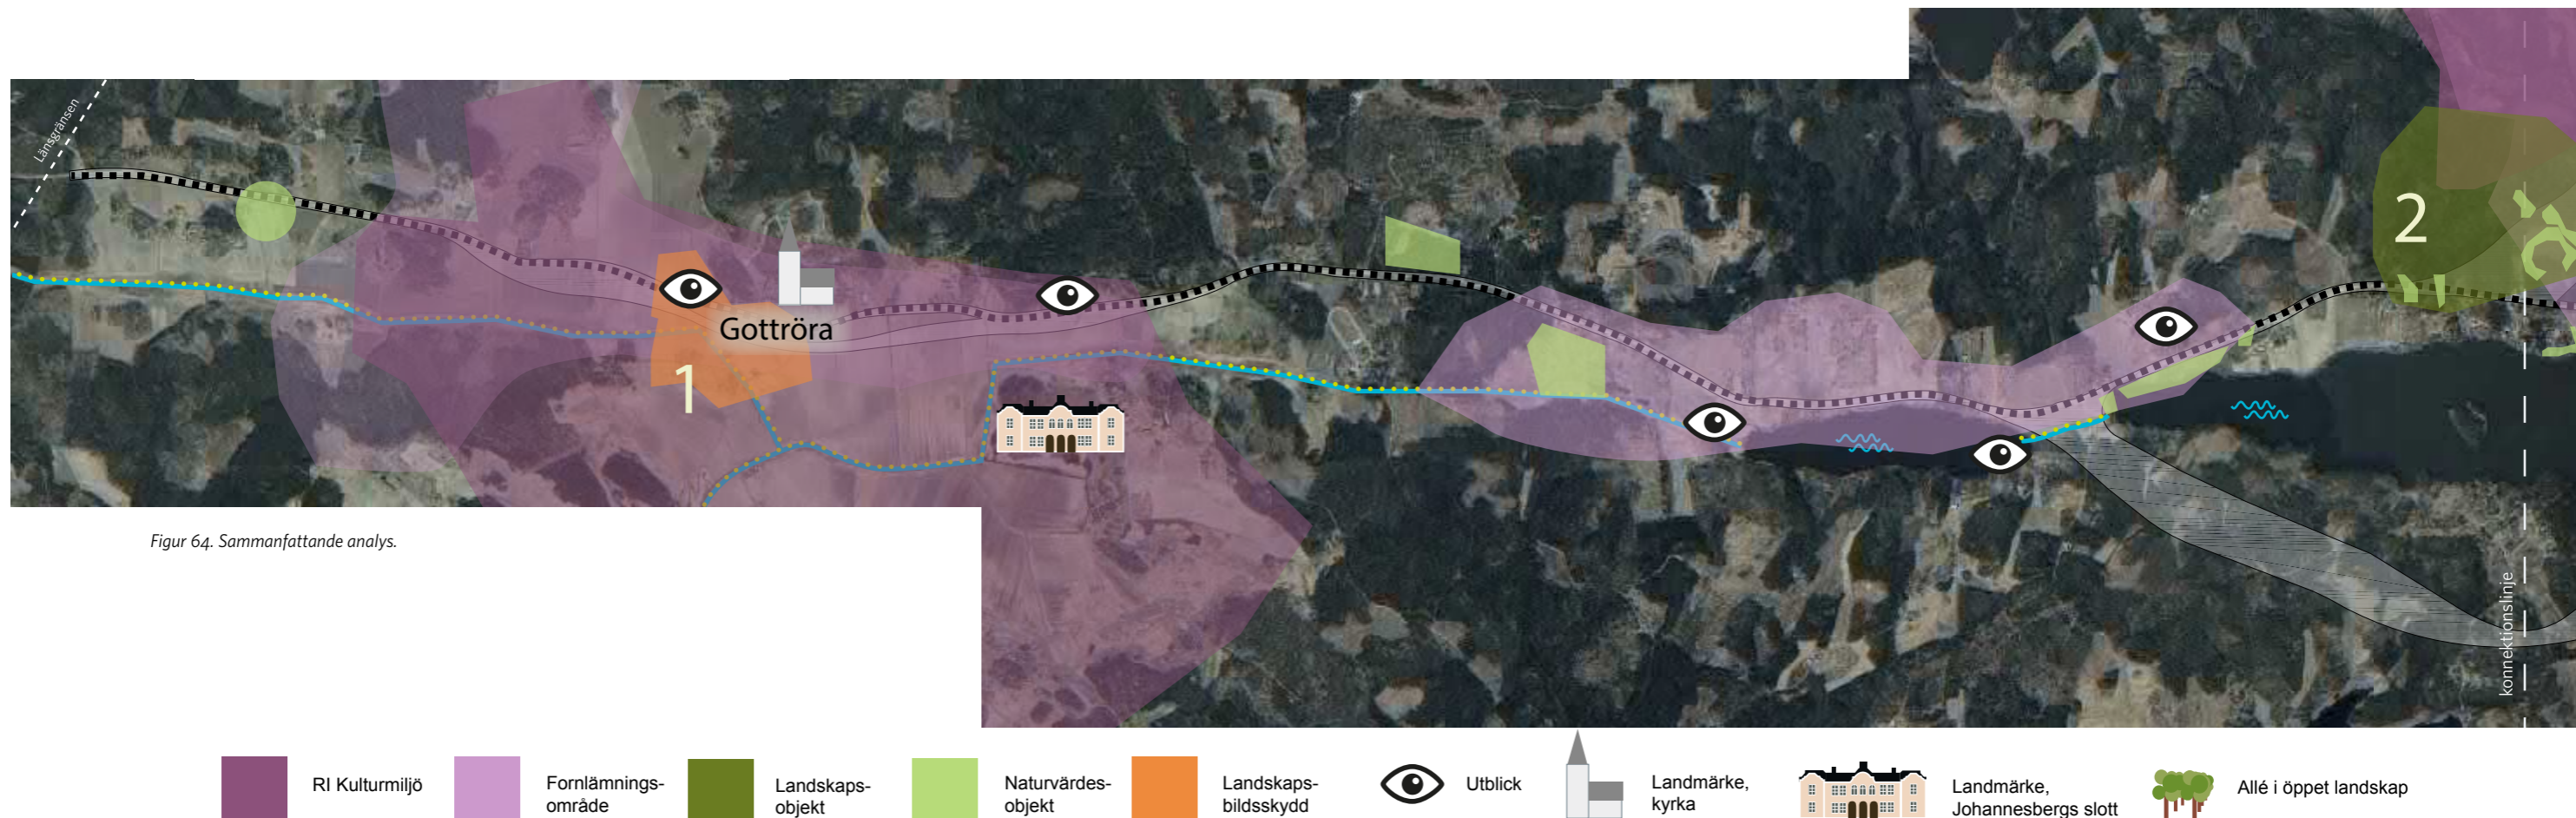 Länsgränsen
2
Gottröra
1
konnektionslinje
Figur 64. Sammanfattande analys.
RI Kulturmiljö
Fornlämnings-
område
Landskaps-
objekt
Naturvärdes-
objekt
Landskaps-
bildsskydd
Utblick
Landmärke,
kyrka
Landmärke,
Johannesbergs slott
Allé i öppet landskap